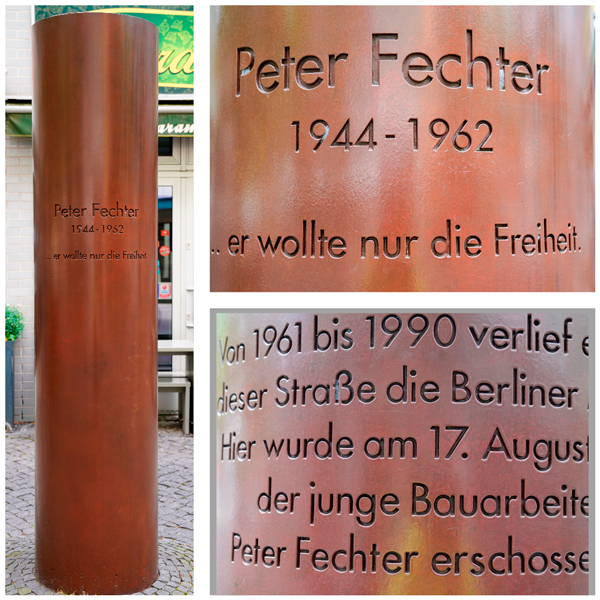 Peter Fechter
1944-1962
... er wollte nur die Freiheit.
Peter Fechter
1944 - 1962
.. er wollte nur die Freiheit.
Von 1961 bis 1990 verlief e
dieser Straße die Berliner
Hier wurde am 17. August
der junge Bauarbeite
Peter Fechter erschosse